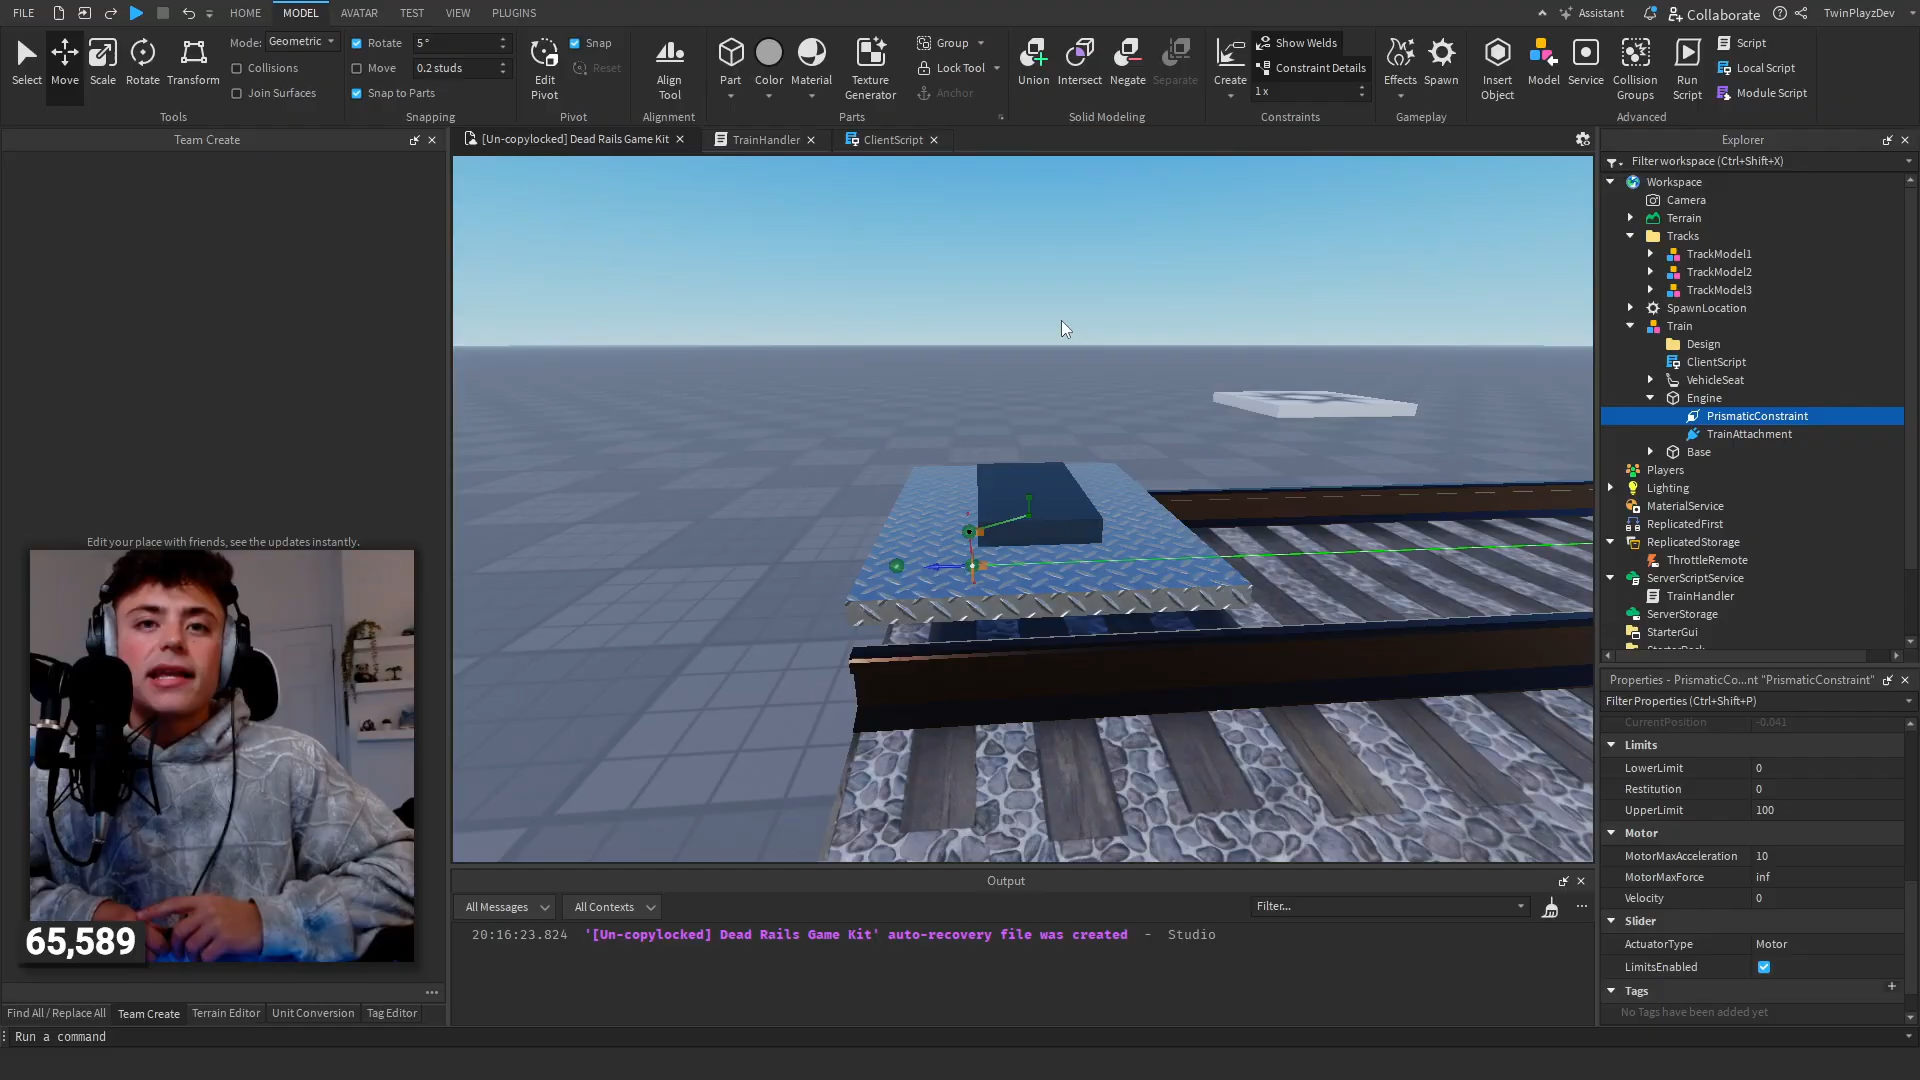 FILE HOME MODEL AVATAR TEST VIEW PLUGINS Assistant Collaborate TwinPlayzDev
Select Move Scale Rotate Transform
Mode: Geometric
Collisions
Join Surfaces
Tools
Rotate 5°
Move 0.2 studs
Snap to Parts
Snapping
Edit Pivot
Snap
Reset
Pivot
Align Tool
Alignment
Part Color Material Texture Generator
Group
Lock Tool
Anchor
Parts
Union Intersect Negate Separate
Solid Modeling
Create
Show Welds
Constraint Details
1 x
Constraints
Effects Spawn
Gameplay
Insert Object
Model Service Collision Groups Run Script
Script
Local Script
Module Script
Advanced
Team Create
[Un-copylocked] Dead Rails Game Kit TrainHandler ClientScript
Edit your place with friends, see the updates instantly.
65,589
Find All / Replace All Team Create Terrain Editor Unit Conversion Tag Editor
Run a command
Output
All Messages All Contexts Filter...
20:16:23.824 '[Un-copylocked] Dead Rails Game Kit' auto-recovery file was created - Studio
Explorer
Filter workspace (Ctrl+Shift+X)
Workspace
Camera
Terrain
Tracks
TrackModel1
TrackModel2
TrackModel3
SpawnLocation
Train
Design
ClientScript
VehicleSeat
Engine
PrismaticConstraint
TrainAttachment
Base
Players
Lighting
MaterialService
ReplicatedFirst
ReplicatedStorage
ThrottleRemote
ServerScriptService
TrainHandler
ServerStorage
StarterGui
Properties - PrismaticCo...nt "PrismaticConstraint"
Filter Properties (Ctrl+Shift+P)
CurrentPosition -0.041
Limits
LowerLimit 0
Restitution 0
UpperLimit 100
Motor
MotorMaxAcceleration 10
MotorMaxForce inf
Velocity 0
Slider
ActuatorType Motor
LimitsEnabled
Tags
No Tags have been added yet